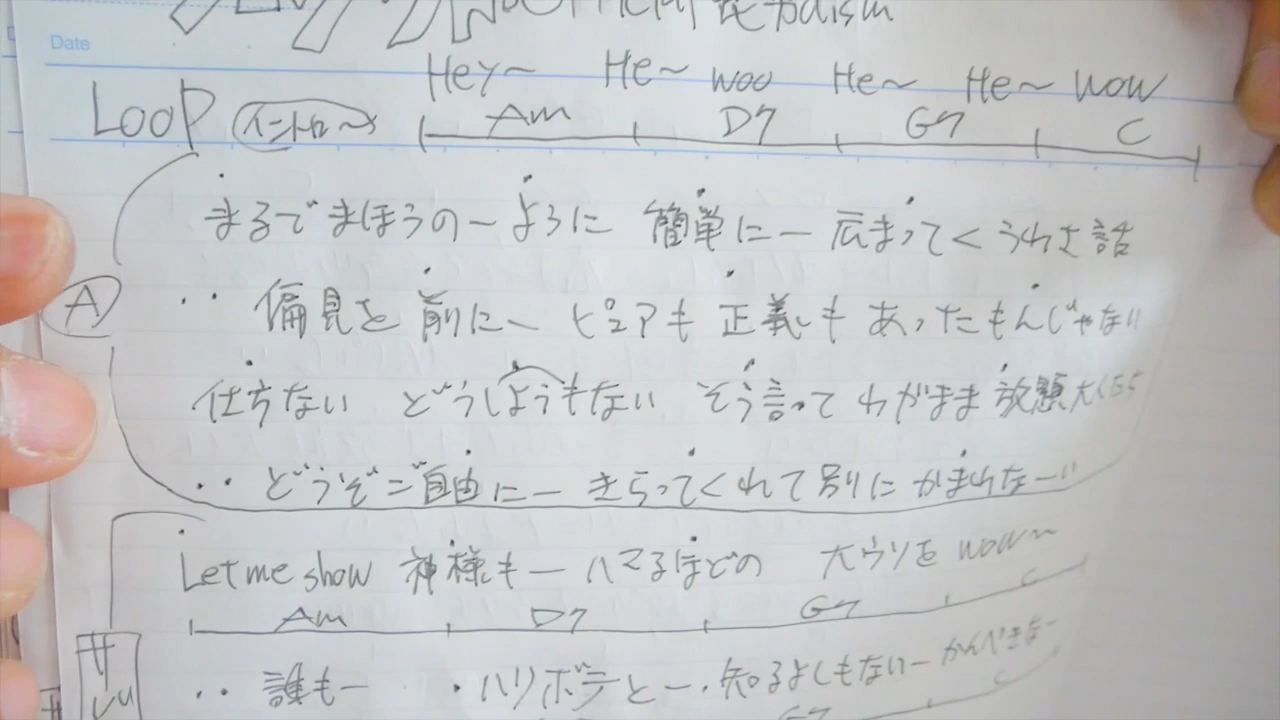 Date
Hey～ He～ woo He～ He～ wow
LOOP イントロ～ Am D7 G7 C
まるでまほうのーように 簡単にー広まってくうわさ話
A ‥ 偏見を前にー ピュアも正義も あったもんじゃない
仕方ない どうしようもない そう言って わがまま放題
‥ どうぞご自由にー きらってくれて別に かまわなーい
Let me show 神様もー ハマるほどの 大ウソを wow～
Am D7 G7 C
サ
‥ 誰もー ・ハリボテとー・知るよしもないー かんぺきなー
G7 C